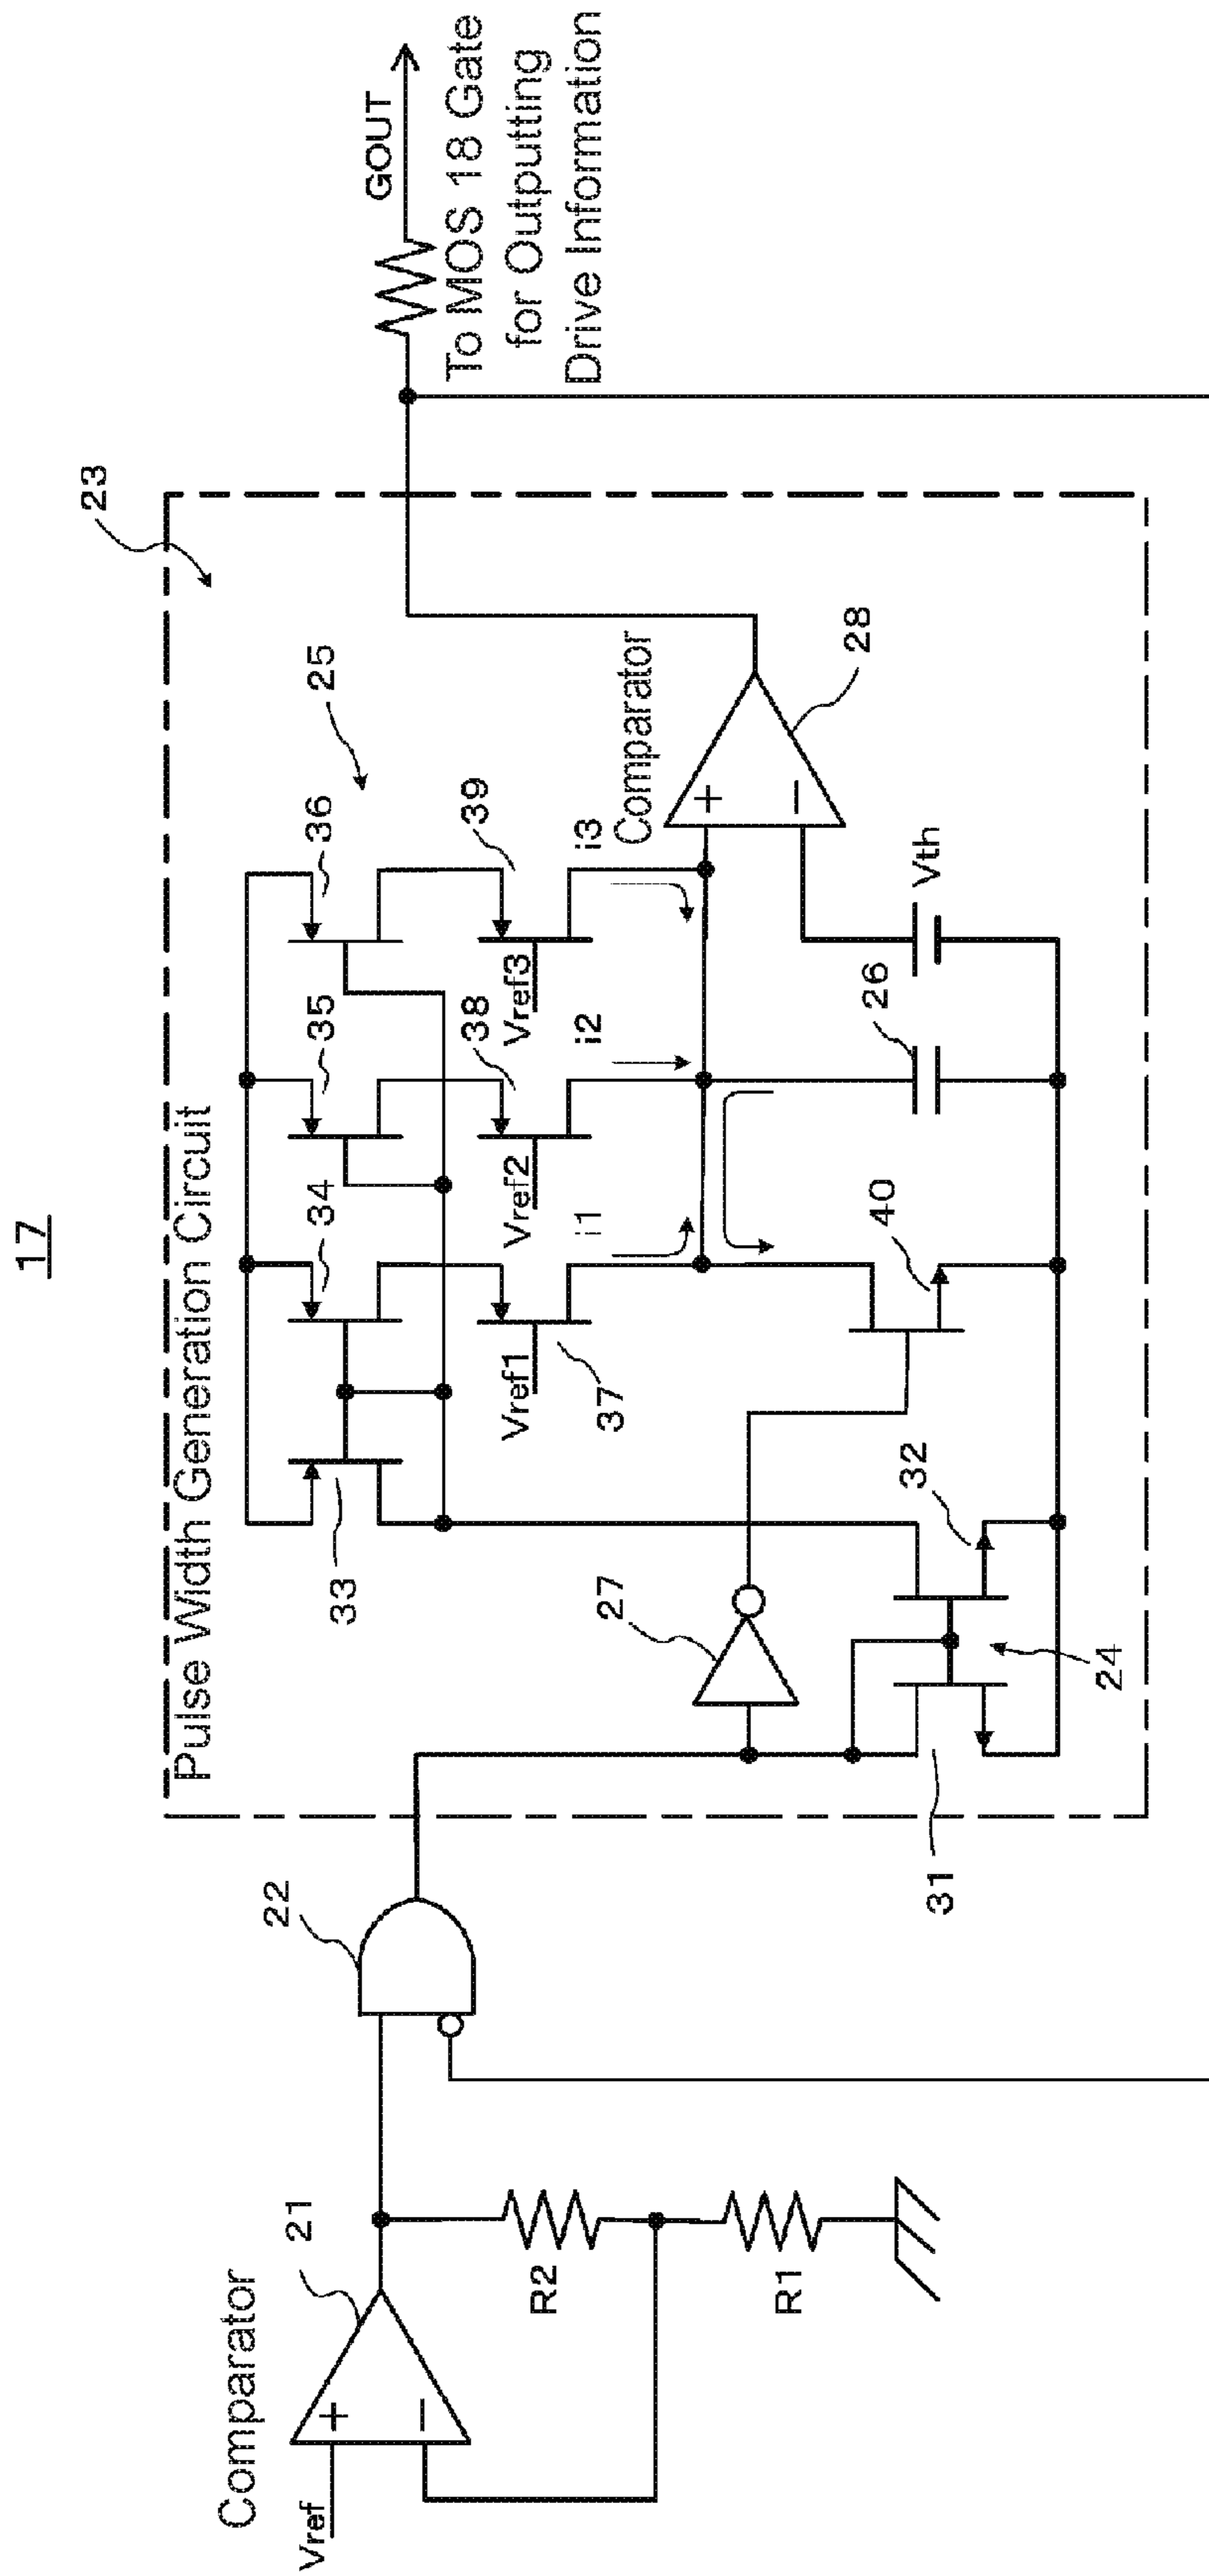 17
Pulse Width Generation Circuit
23
25
33
34
35
36
37
38
39
Vref1
Vref2
Vref3
i1
i2
i3
Comparator
28
27
40
26
Vth
32
24
31
22
Comparator
21
Vref
R2
R1
GOUT
To MOS 18 Gate
for Outputting
Drive Information